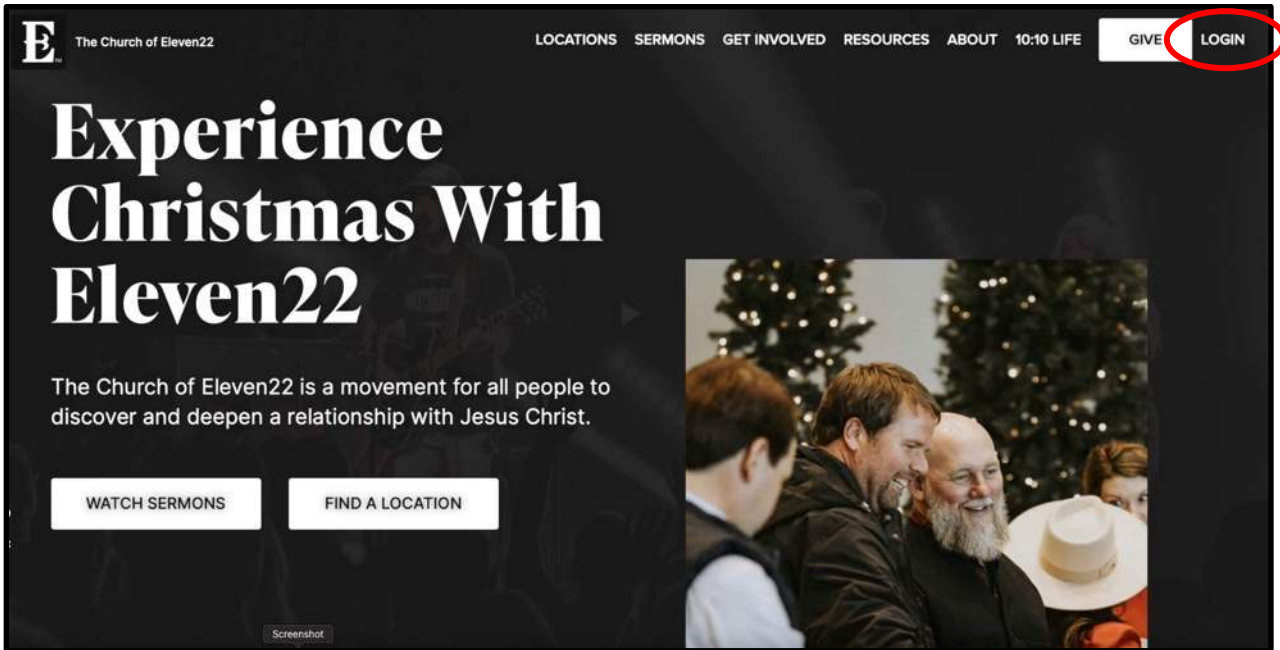 E
The Church of Eleven22
LOCATIONS SERMONS GET INVOLVED RESOURCES ABOUT 10:10 LIFE GIVE LOGIN
Experience
Christmas With
Eleven22
The Church of Eleven22 is a movement for all people to
discover and deepen a relationship with Jesus Christ.
WATCH SERMONS FIND A LOCATION
Screenshot